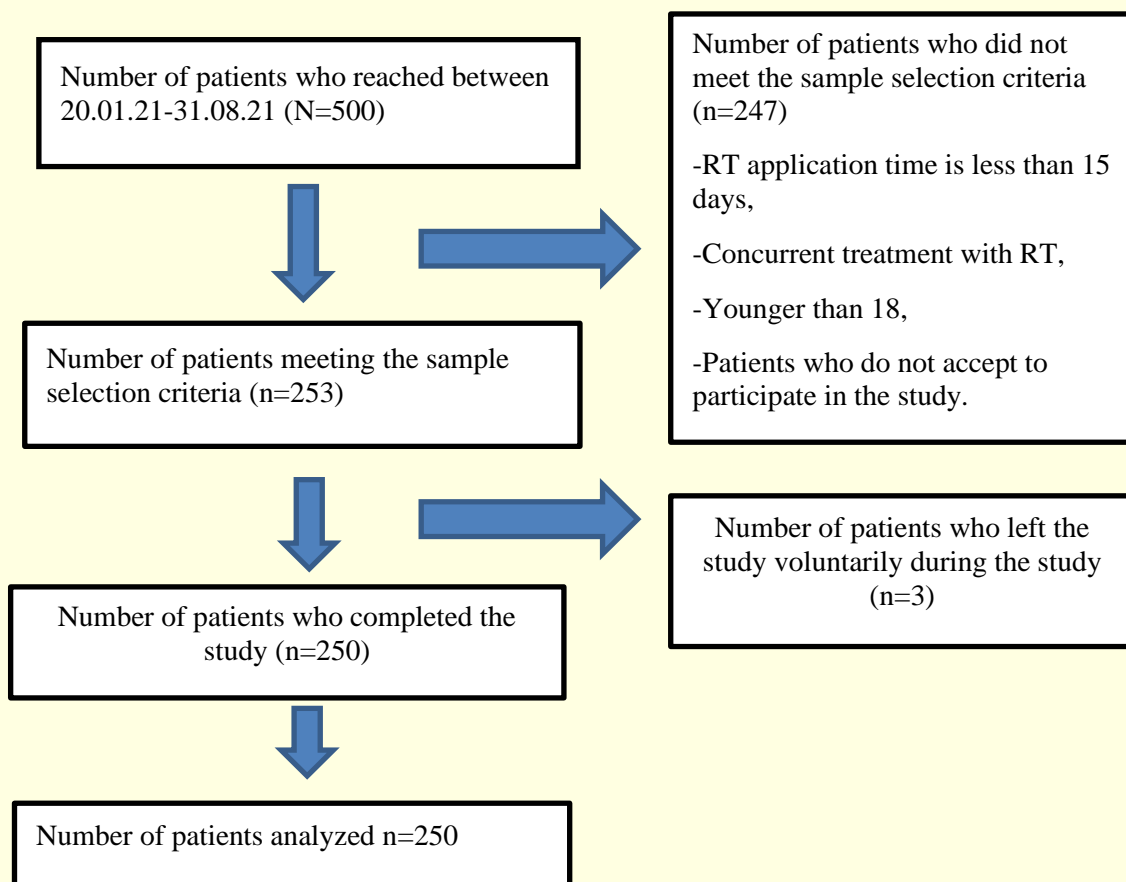 Number of patients who reached between
20.01.21-31.08.21 (N=500)
Number of patients who did not
meet the sample selection criteria
(n=247)
-RT application time is less than 15
days,
-Concurrent treatment with RT,
-Younger than 18,
-Patients who do not accept to
participate in the study.
Number of patients meeting the sample
selection criteria (n=253)
Number of patients who left the
study voluntarily during the study
(n=3)
Number of patients who completed the
study (n=250)
Number of patients analyzed n=250